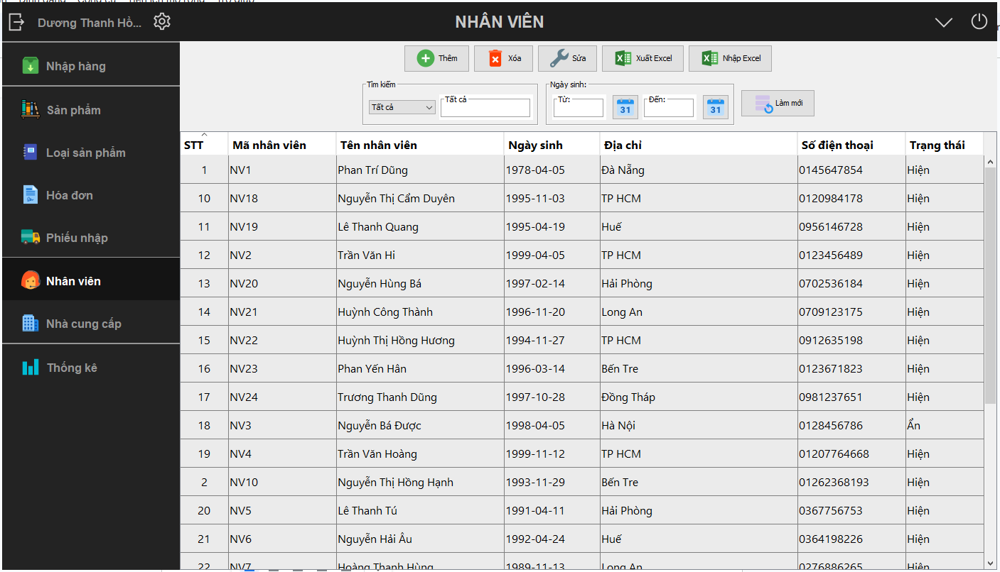 Dương Thanh Hồ...
NHÂN VIÊN
Nhập hàng
Sản phẩm
Loại sản phẩm
Hóa đơn
Phiếu nhập
Nhân viên
Nhà cung cấp
Thống kê
Thêm Xóa Sửa Xuất Excel Nhập Excel
Tìm kiếm Ngày sinh:
Tất cả Tất cả Từ: 31 Đến: 31 Làm mới
STT Mã nhân viên Tên nhân viên Ngày sinh Địa chỉ Số điện thoại Trạng thái
1 NV1 Phan Trí Dũng 1978-04-05 Đà Nẵng 0145647854 Hiện
10 NV18 Nguyễn Thị Cẩm Duyên 1995-11-03 TP HCM 0120984178 Hiện
11 NV19 Lê Thanh Quang 1995-04-19 Huế 0956146728 Hiện
12 NV2 Trần Văn Hi 1999-04-05 TP HCM 0123456489 Hiện
13 NV20 Nguyễn Hùng Bá 1997-02-14 Hải Phòng 0702536184 Hiện
14 NV21 Huỳnh Công Thành 1996-11-20 Long An 0709123175 Hiện
15 NV22 Huỳnh Thị Hồng Hương 1994-11-27 TP HCM 0912635198 Hiện
16 NV23 Phan Yến Hân 1996-03-14 Bến Tre 0123671823 Hiện
17 NV24 Trương Thanh Dũng 1997-10-28 Đồng Tháp 0981237651 Hiện
18 NV3 Nguyễn Bá Được 1998-04-05 Hà Nội 0128456786 Ẩn
19 NV4 Trần Văn Hoàng 1999-11-12 TP HCM 01207764668 Hiện
2 NV10 Nguyễn Thị Hồng Hạnh 1993-11-29 Bến Tre 01262368193 Hiện
20 NV5 Lê Thanh Tú 1991-04-11 Hải Phòng 0367756753 Hiện
21 NV6 Nguyễn Hải Âu 1992-04-24 Huế 0364198226 Hiện
22 NV7 Hoàng Thanh Hùng 1989-11-13 Long An 0276886265 Hiện